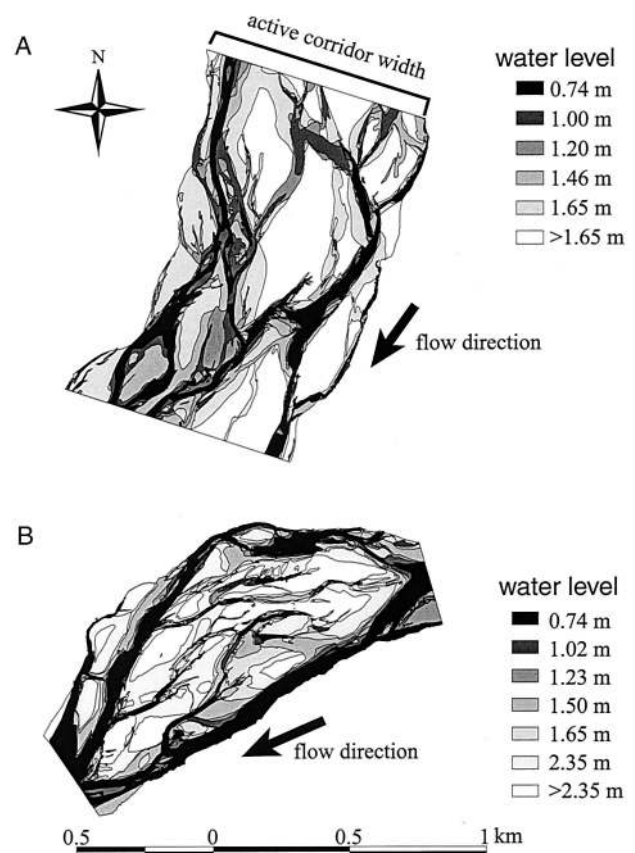 A
N
active corridor width
water level
0.74 m
1.00 m
1.20 m
1.46 m
1.65 m
>1.65 m
flow direction
B
water level
0.74 m
1.02 m
1.23 m
1.50 m
1.65 m
2.35 m
>2.35 m
flow direction
0.5 0 0.5 1 km